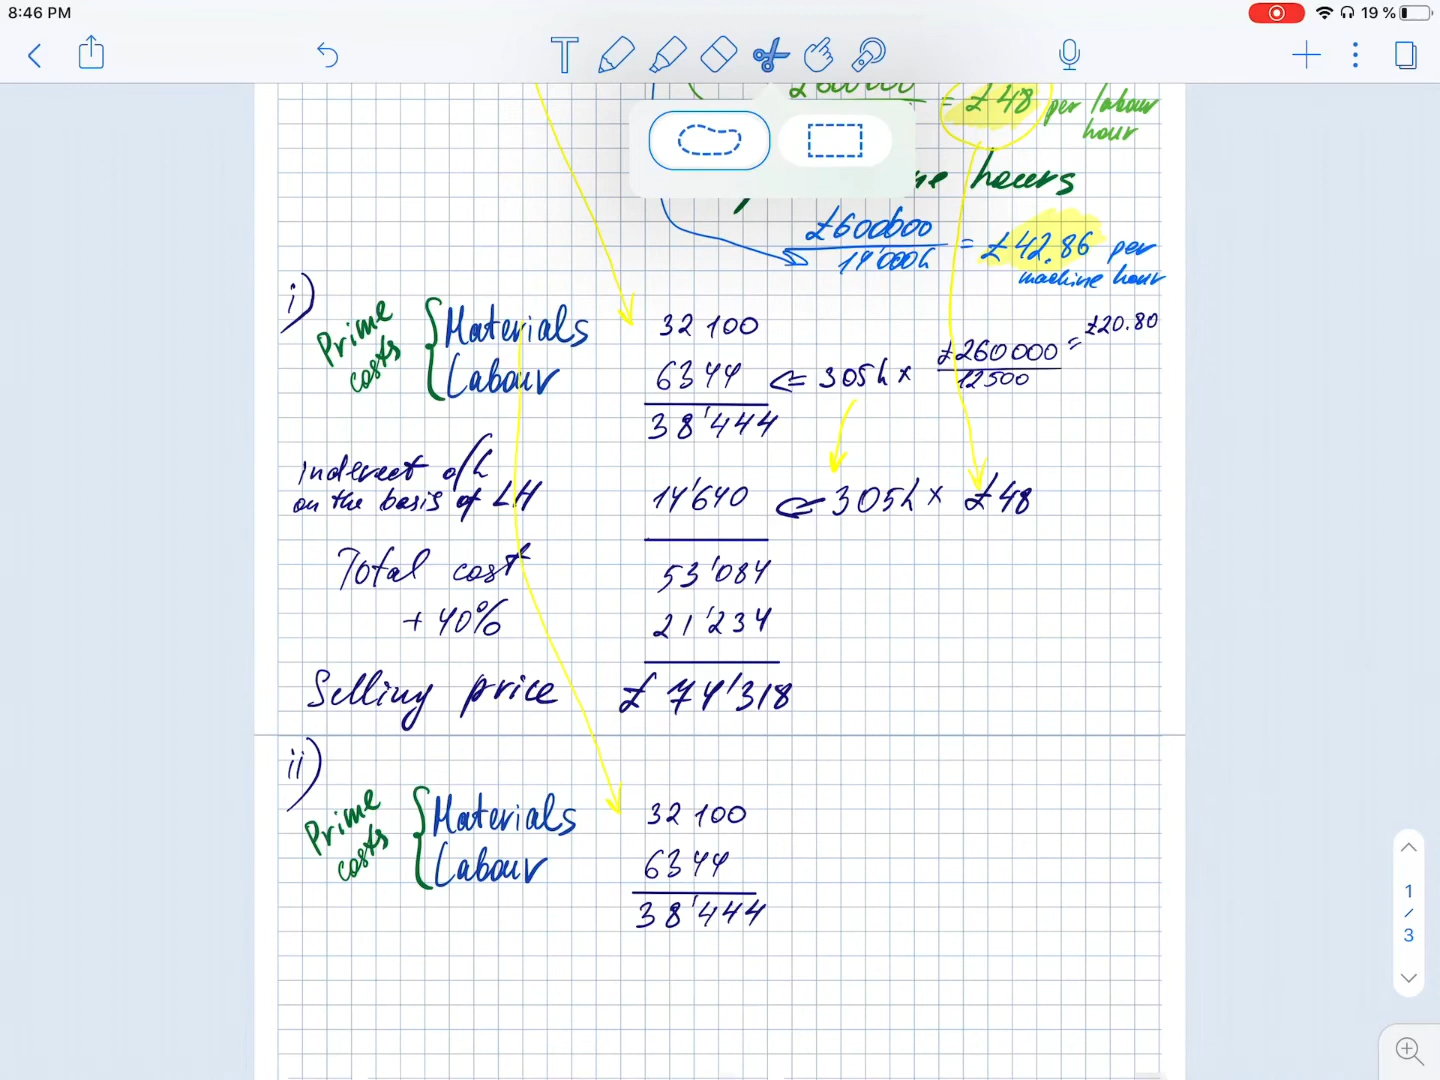 8:46 PM
19 %
T
= £48 per labour
hour
hours
£600000
14'000h
= £42.86 per
machine hour
i)
Prime
costs
Materials 32 100
Labour 6344 ⇐ 305h × £260000 = £20.80
12500
38'444
inderect o/h
on the basis of LH 14'640 ⇐ 305h × £48
Total cost 53'084
+ 40% 21'234
Selling price £ 74'318
ii)
Prime
costs
Materials 32 100
Labour 6344
38'444
1
/
3